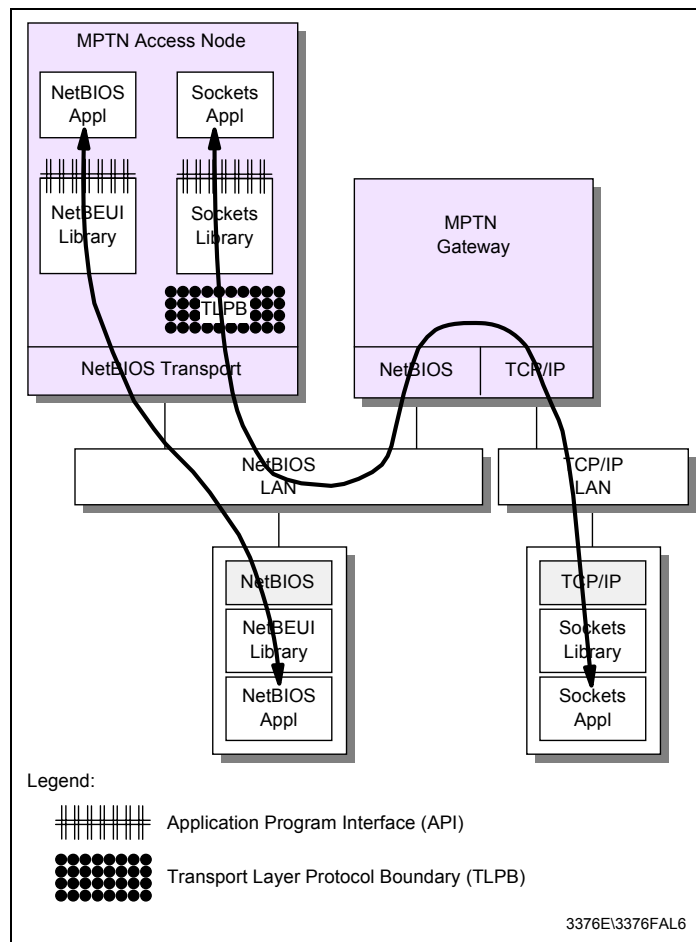 MPTN Access Node
NetBIOS
Appl
Sockets
Appl
NetBEUI
Library
Sockets
Library
TLPB
NetBIOS Transport
MPTN
Gateway
NetBIOS
TCP/IP
NetBIOS
LAN
TCP/IP
LAN
NetBIOS
NetBEUI
Library
NetBIOS
Appl
TCP/IP
Sockets
Library
Sockets
Appl
Legend:
Application Program Interface (API)
Transport Layer Protocol Boundary (TLPB)
3376E\3376FAL6